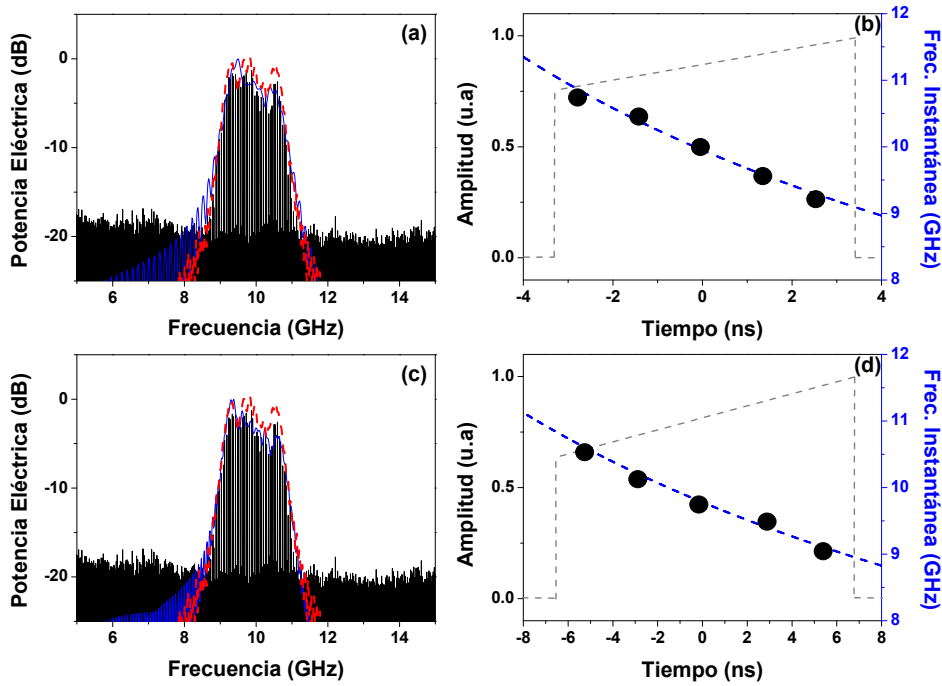 (a)
Potencia Eléctrica (dB)
0
-10
-20
6 8 10 12 14
Frecuencia (GHz)
(b)
Amplitud (u.a)
1.0
0.5
0.0
-4 -2 0 2 4
Tiempo (ns)
12
11
10
9
8
Frec. Instantánea (GHz)
(c)
Potencia Eléctrica (dB)
0
-10
-20
6 8 10 12 14
Frecuencia (GHz)
(d)
Amplitud (u.a)
1.0
0.5
0.0
-8 -6 -4 -2 0 2 4 6 8
Tiempo (ns)
12
11
10
9
8
Frec. Instantánea (GHz)